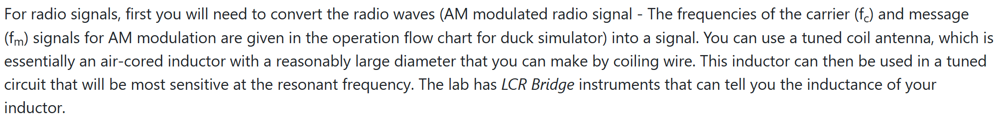 For radio signals, first you will need to convert the radio waves (AM modulated radio signal - The frequencies of the carrier (fc) and message
(fm) signals for AM modulation are given in the operation flow chart for duck simulator) into a signal. You can use a tuned coil antenna, which is
essentially an air-cored inductor with a reasonably large diameter that you can make by coiling wire. This inductor can then be used in a tuned
circuit that will be most sensitive at the resonant frequency. The lab has LCR Bridge instruments that can tell you the inductance of your
inductor.